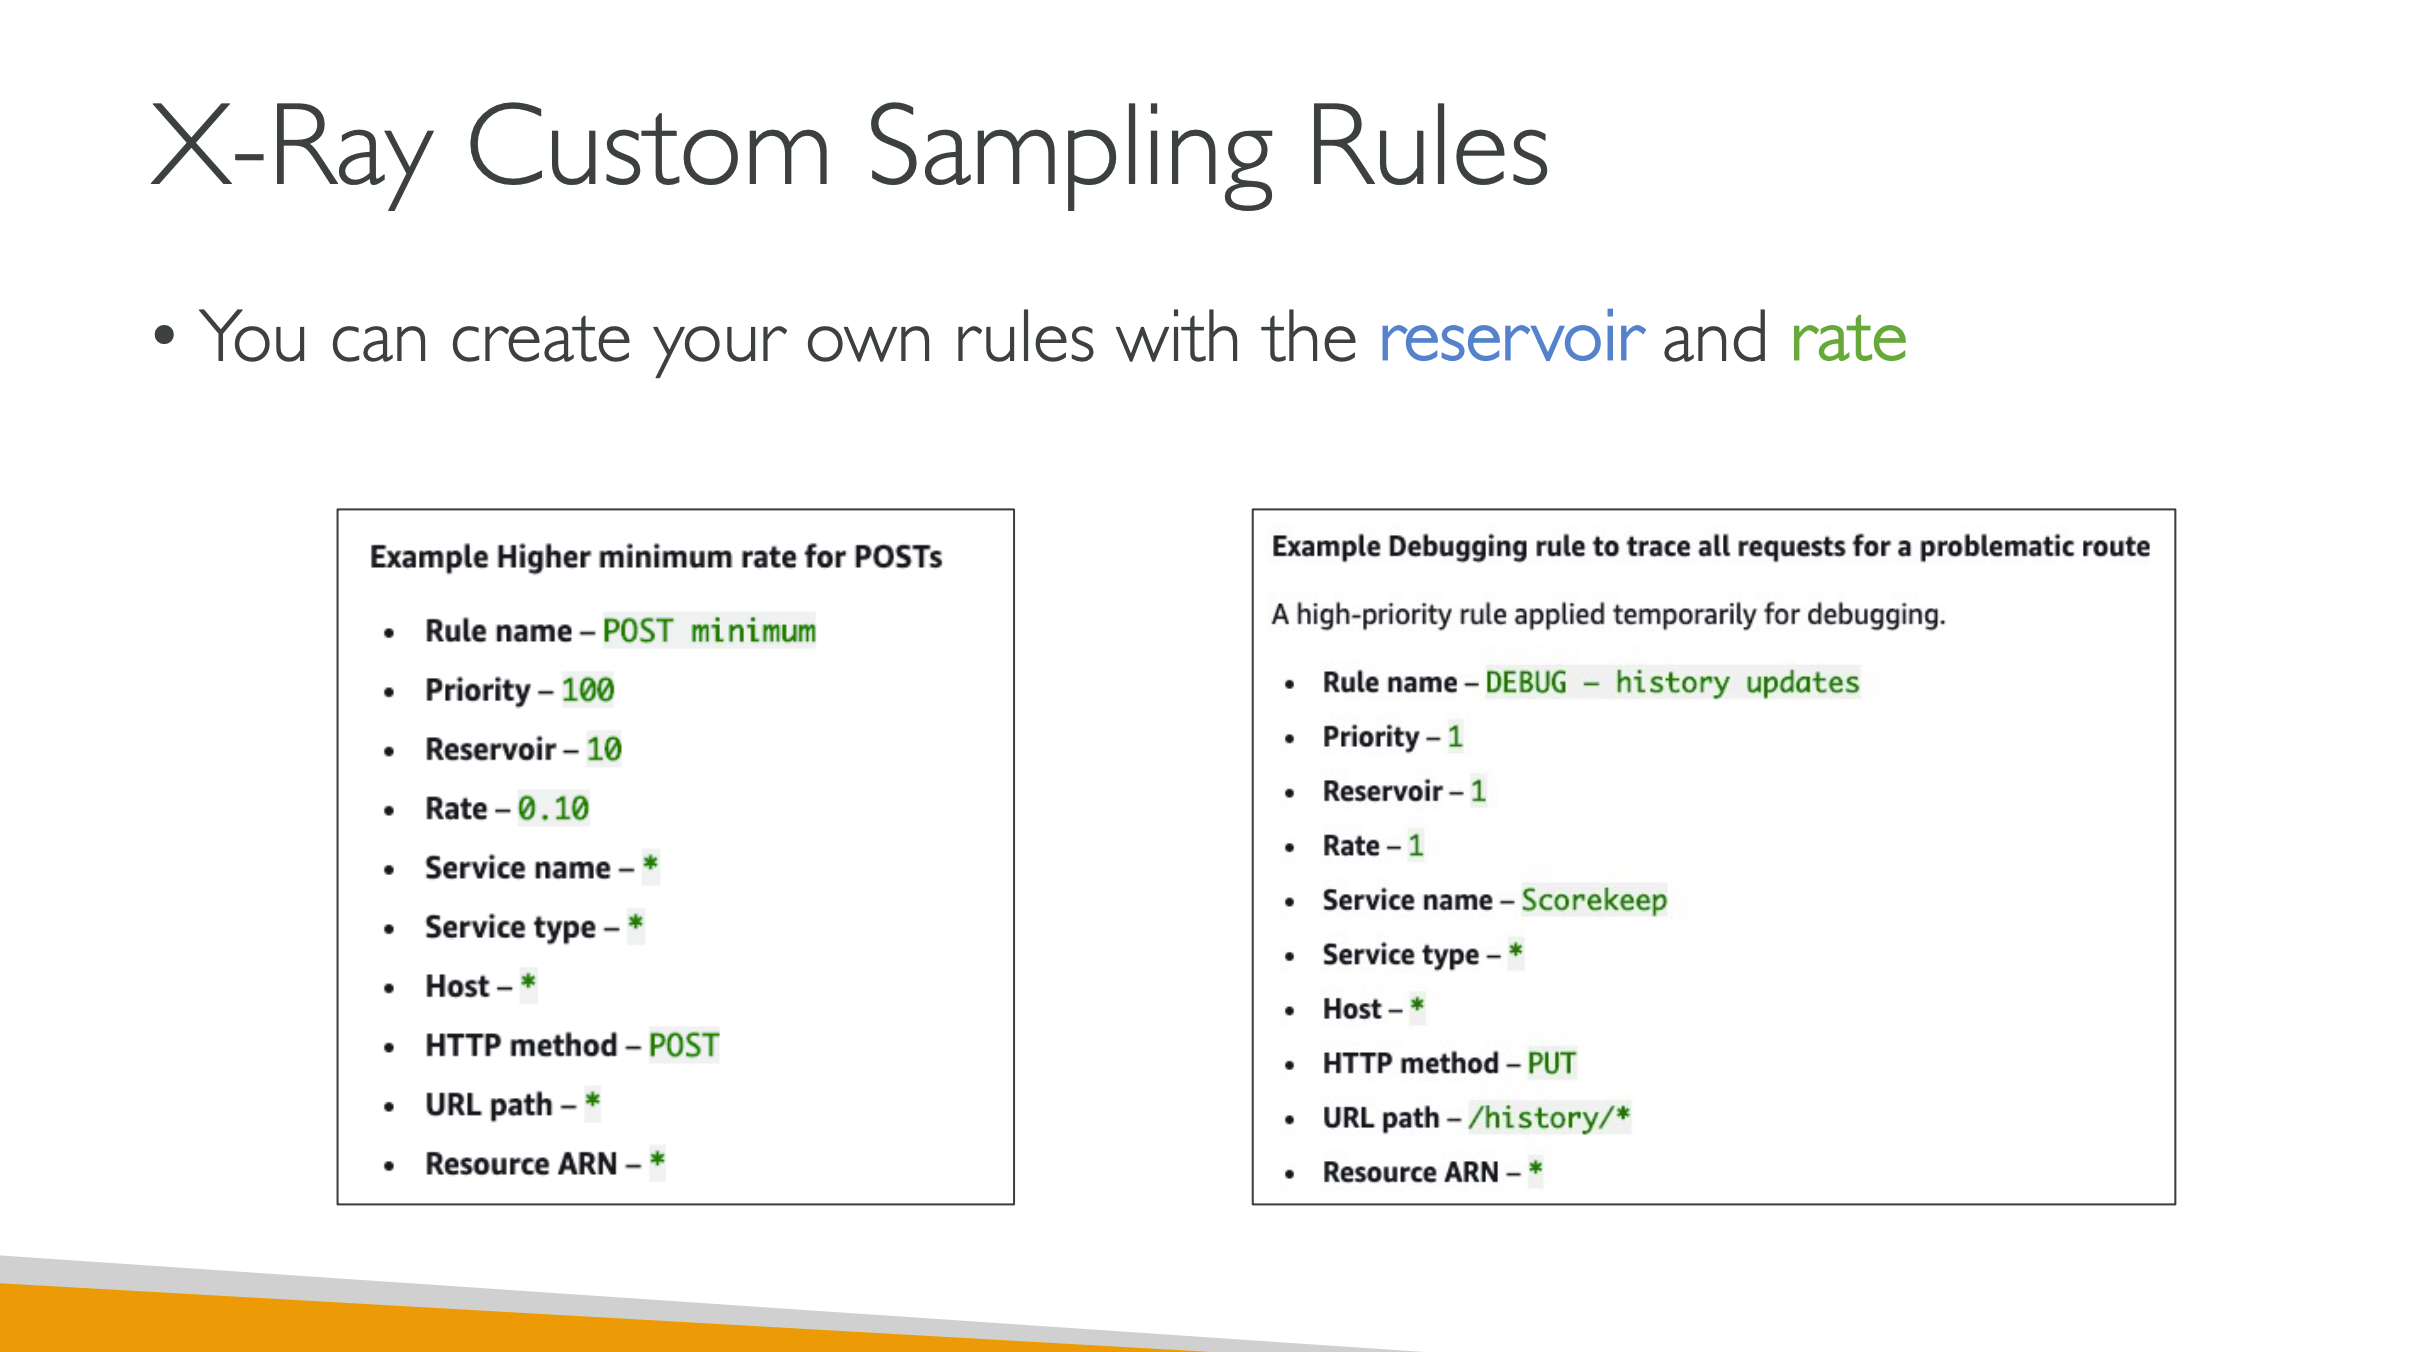 X-Ray Custom Sampling Rules
• You can create your own rules with the reservoir and rate
Example Higher minimum rate for POSTs
• Rule name – POST minimum
• Priority – 100
• Reservoir – 10
• Rate – 0.10
• Service name – *
• Service type – *
• Host – *
• HTTP method – POST
• URL path – *
• Resource ARN – *
Example Debugging rule to trace all requests for a problematic route
A high-priority rule applied temporarily for debugging.
• Rule name – DEBUG – history updates
• Priority – 1
• Reservoir – 1
• Rate – 1
• Service name – Scorekeep
• Service type – *
• Host – *
• HTTP method – PUT
• URL path – /history/*
• Resource ARN – *